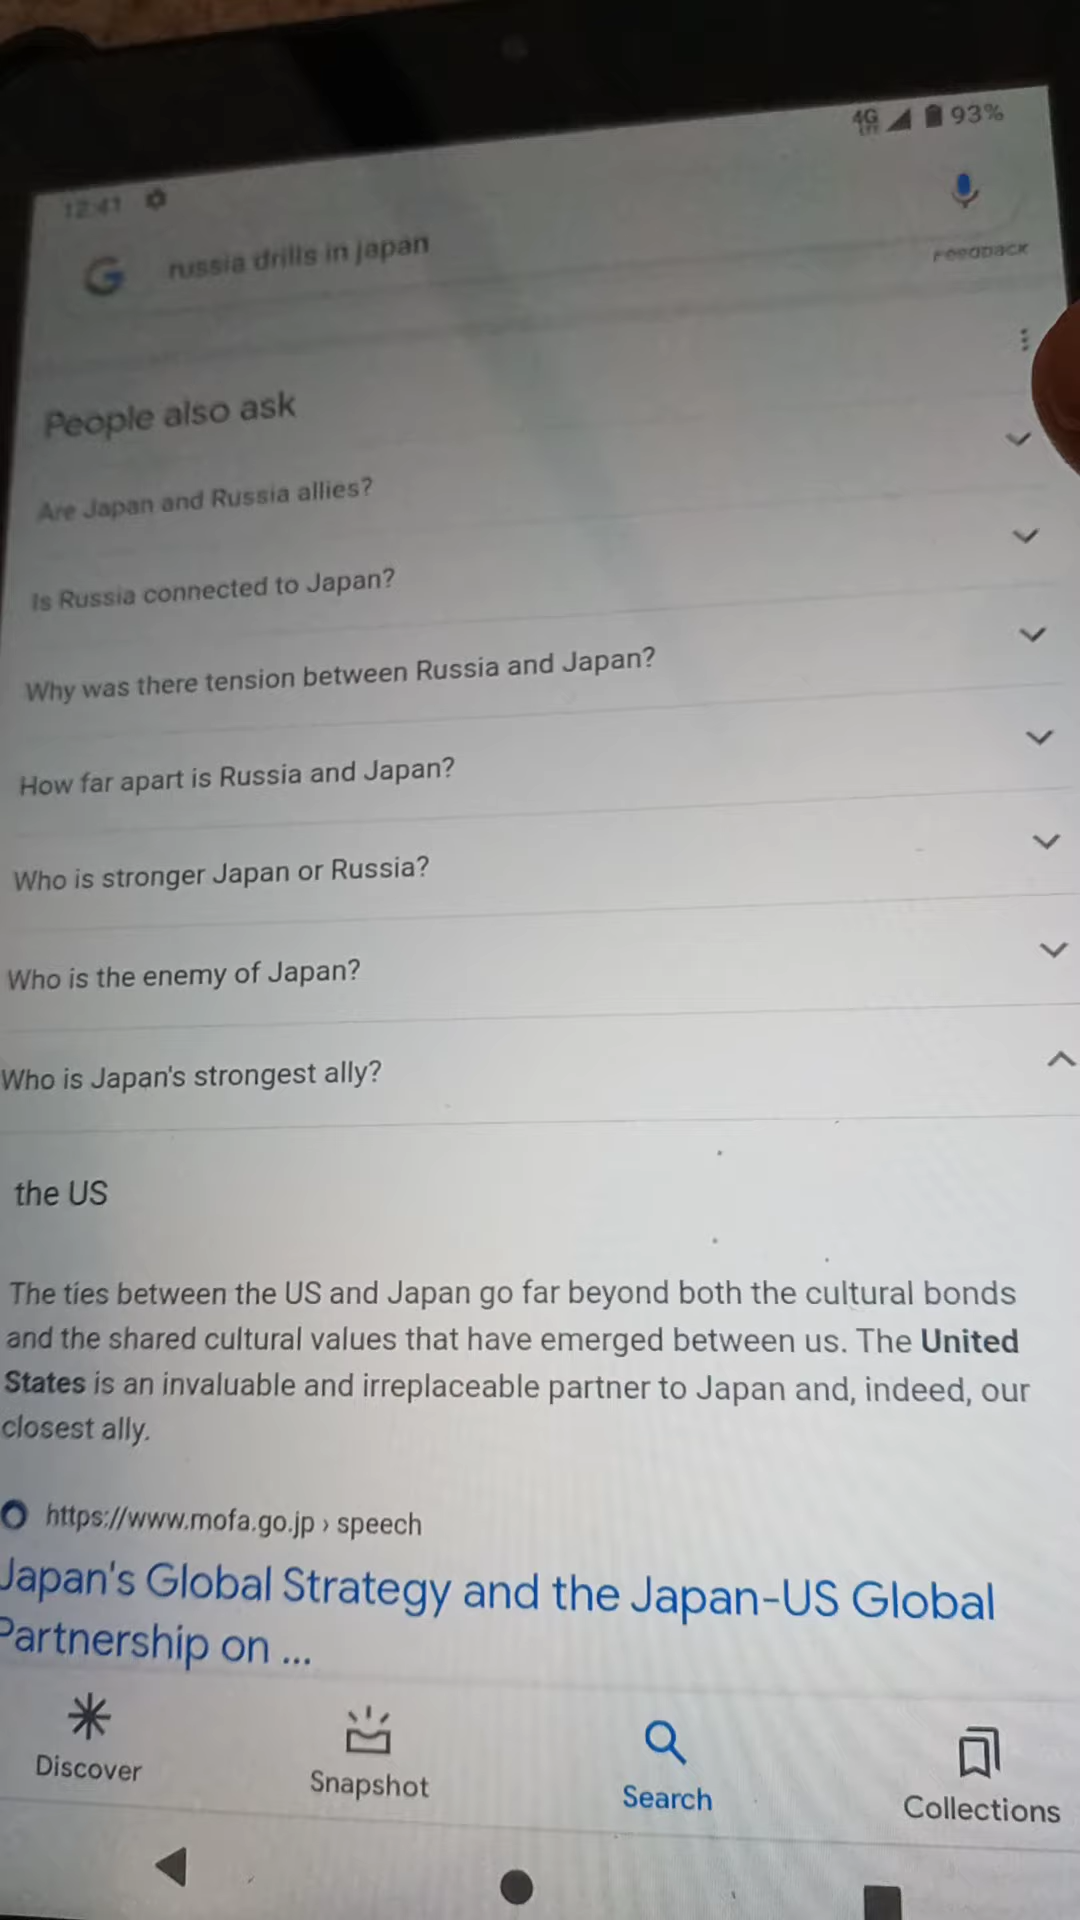 4G LTE 93%
12:41
G russia drills in japan
FEEDBACK
People also ask
Are Japan and Russia allies?
Is Russia connected to Japan?
Why was there tension between Russia and Japan?
How far apart is Russia and Japan?
Who is stronger Japan or Russia?
Who is the enemy of Japan?
Who is Japan's strongest ally?
the US
The ties between the US and Japan go far beyond both the cultural bonds
and the shared cultural values that have emerged between us. The United
States is an invaluable and irreplaceable partner to Japan and, indeed, our
closest ally.
https://www.mofa.go.jp › speech
Japan's Global Strategy and the Japan-US Global
Partnership on ...
Discover Snapshot Search Collections